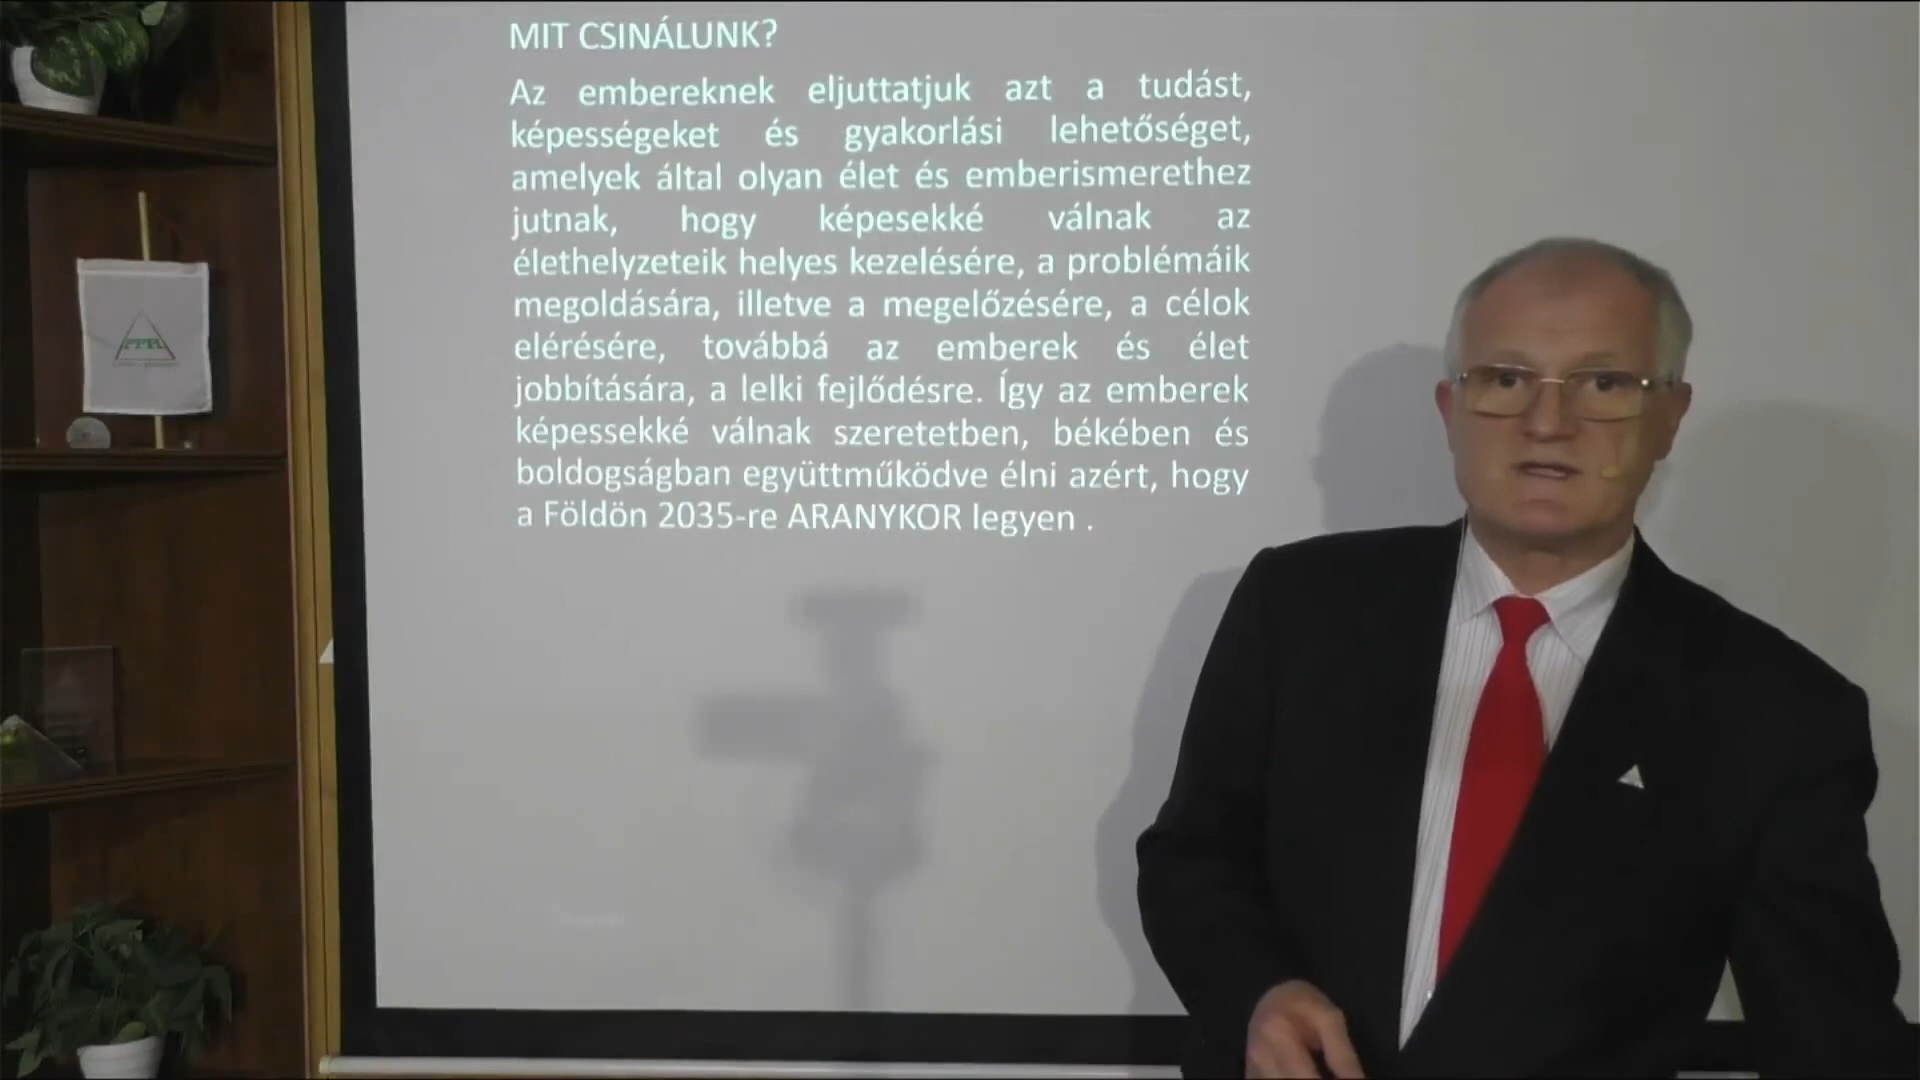 MIT CSINÁLUNK?
Az embereknek eljuttatjuk azt a tudást,
képességeket és gyakorlási lehetőséget,
amelyek által olyan élet és emberismerethez
jutnak, hogy képesekké válnak az
élethelyzeteik helyes kezelésére, a problémáik
megoldására, illetve a megelőzésére, a célok
elérésére, továbbá az emberek és élet
jobbítására, a lelki fejlődésre. Így az emberek
képessekké válnak szeretetben, békében és
boldogságban együttműködve élni azért, hogy
a Földön 2035-re ARANYKOR legyen .